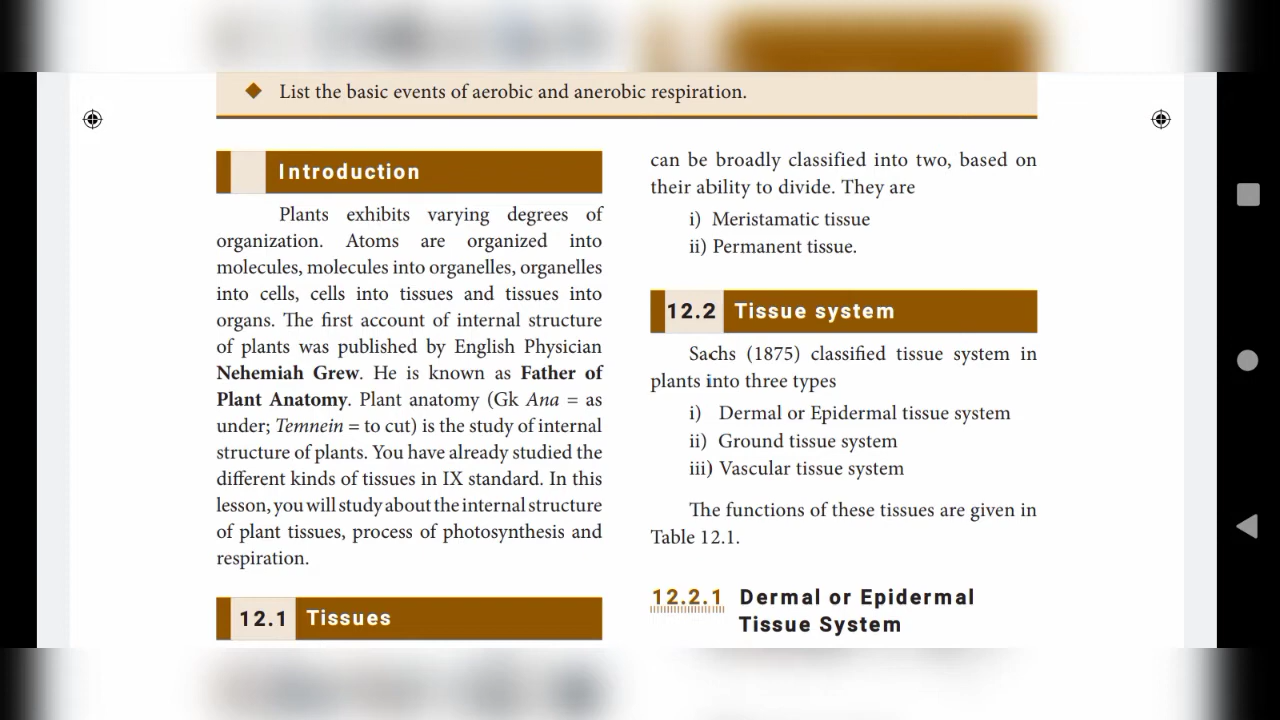 List the basic events of aerobic and anerobic respiration.
Introduction
Plants exhibits varying degrees of
organization. Atoms are organized into
molecules, molecules into organelles, organelles
into cells, cells into tissues and tissues into
organs. The first account of internal structure
of plants was published by English Physician
Nehemiah Grew. He is known as Father of
Plant Anatomy. Plant anatomy (Gk Ana = as
under; Temnein = to cut) is the study of internal
structure of plants. You have already studied the
different kinds of tissues in IX standard. In this
lesson, you will study about the internal structure
of plant tissues, process of photosynthesis and
respiration.
12.1 Tissues
can be broadly classified into two, based on
their ability to divide. They are
i) Meristamatic tissue
ii) Permanent tissue.
12.2 Tissue system
Sachs (1875) classified tissue system in
plants into three types
i) Dermal or Epidermal tissue system
ii) Ground tissue system
iii) Vascular tissue system
The functions of these tissues are given in
Table 12.1.
12.2.1 Dermal or Epidermal
Tissue System